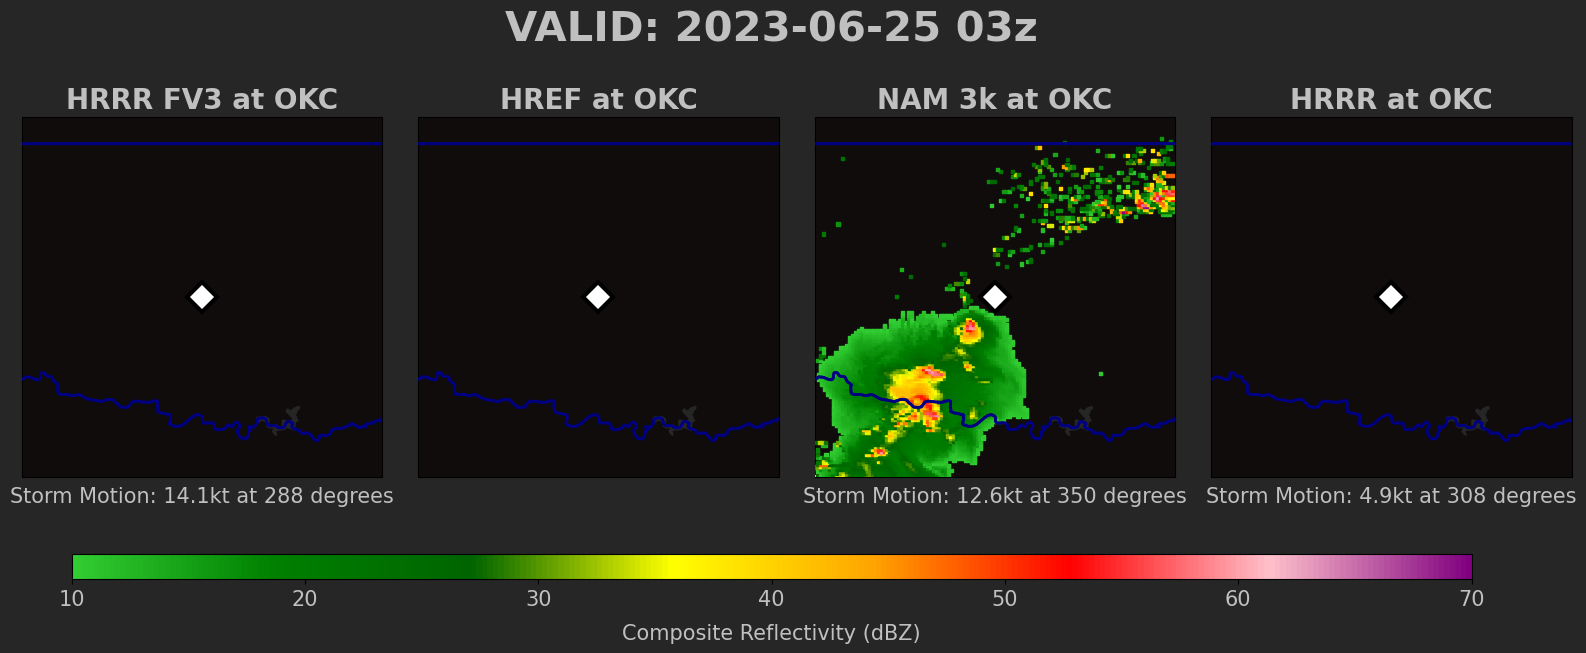 VALID: 2023-06-25 03z
HRRR FV3 at OKC
HREF at OKC
NAM 3k at OKC
HRRR at OKC
Storm Motion: 14.1kt at 288 degrees
Storm Motion: 12.6kt at 350 degrees
Storm Motion: 4.9kt at 308 degrees
10 20 30 40 50 60 70
Composite Reflectivity (dBZ)